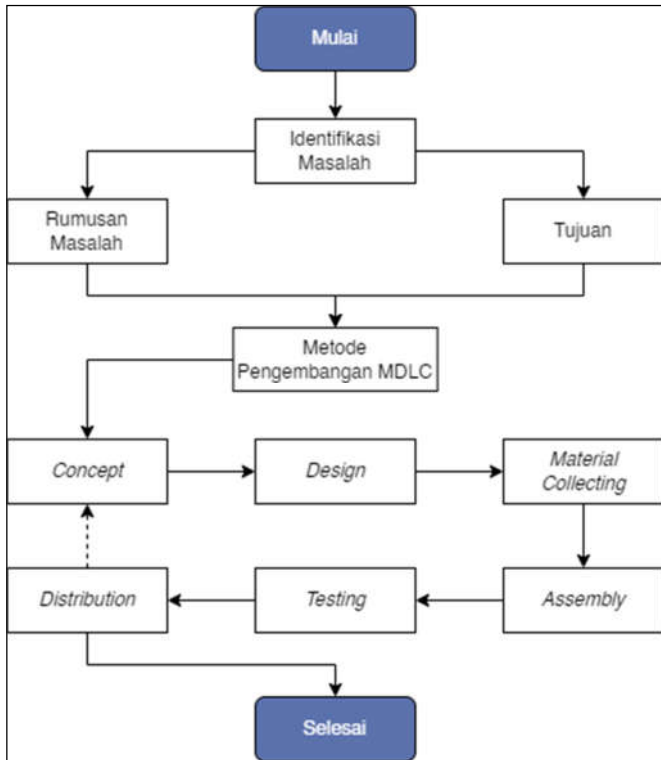 Mulai
Identifikasi
Masalah
Rumusan
Masalah
Tujuan
Metode
Pengembangan MDLC
Concept
Design
Material
Collecting
Distribution
Testing
Assembly
Selesai